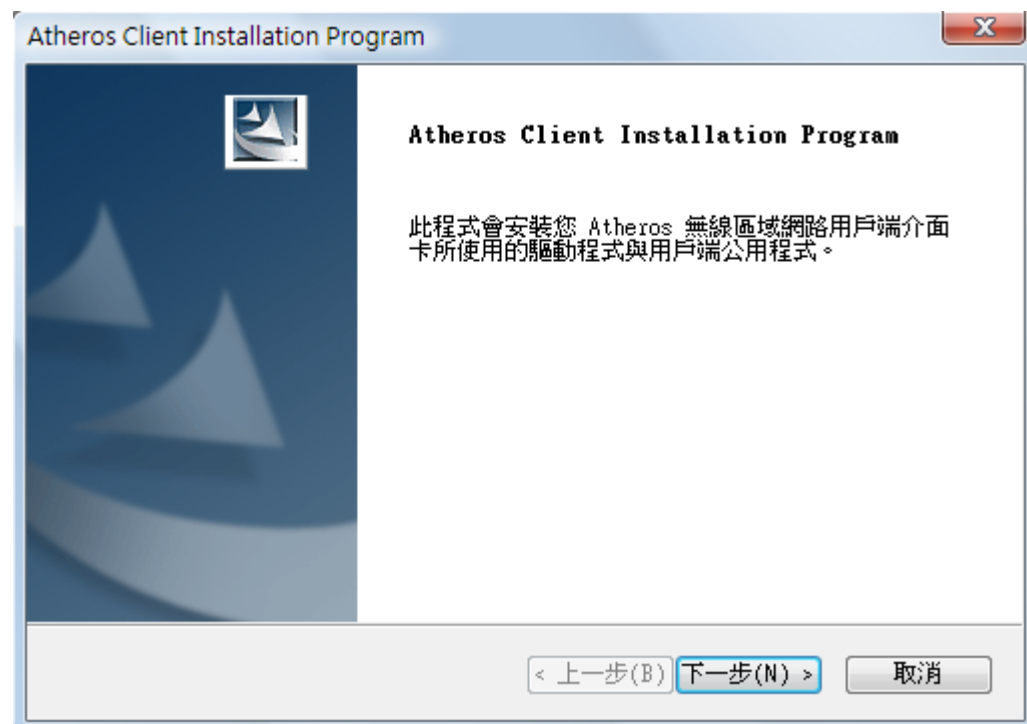 Atheros Client Installation Program
Atheros Client Installation Program
此程式會安裝您 Atheros 無線區域網路用戶端介面
卡所使用的驅動程式與用戶端公用程式。
< 上一步(B) 下一步(N) > 取消